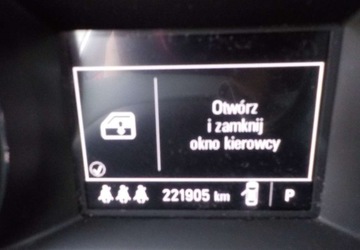 Otwórz
i zamknij
okno kierowcy
221905 km
P